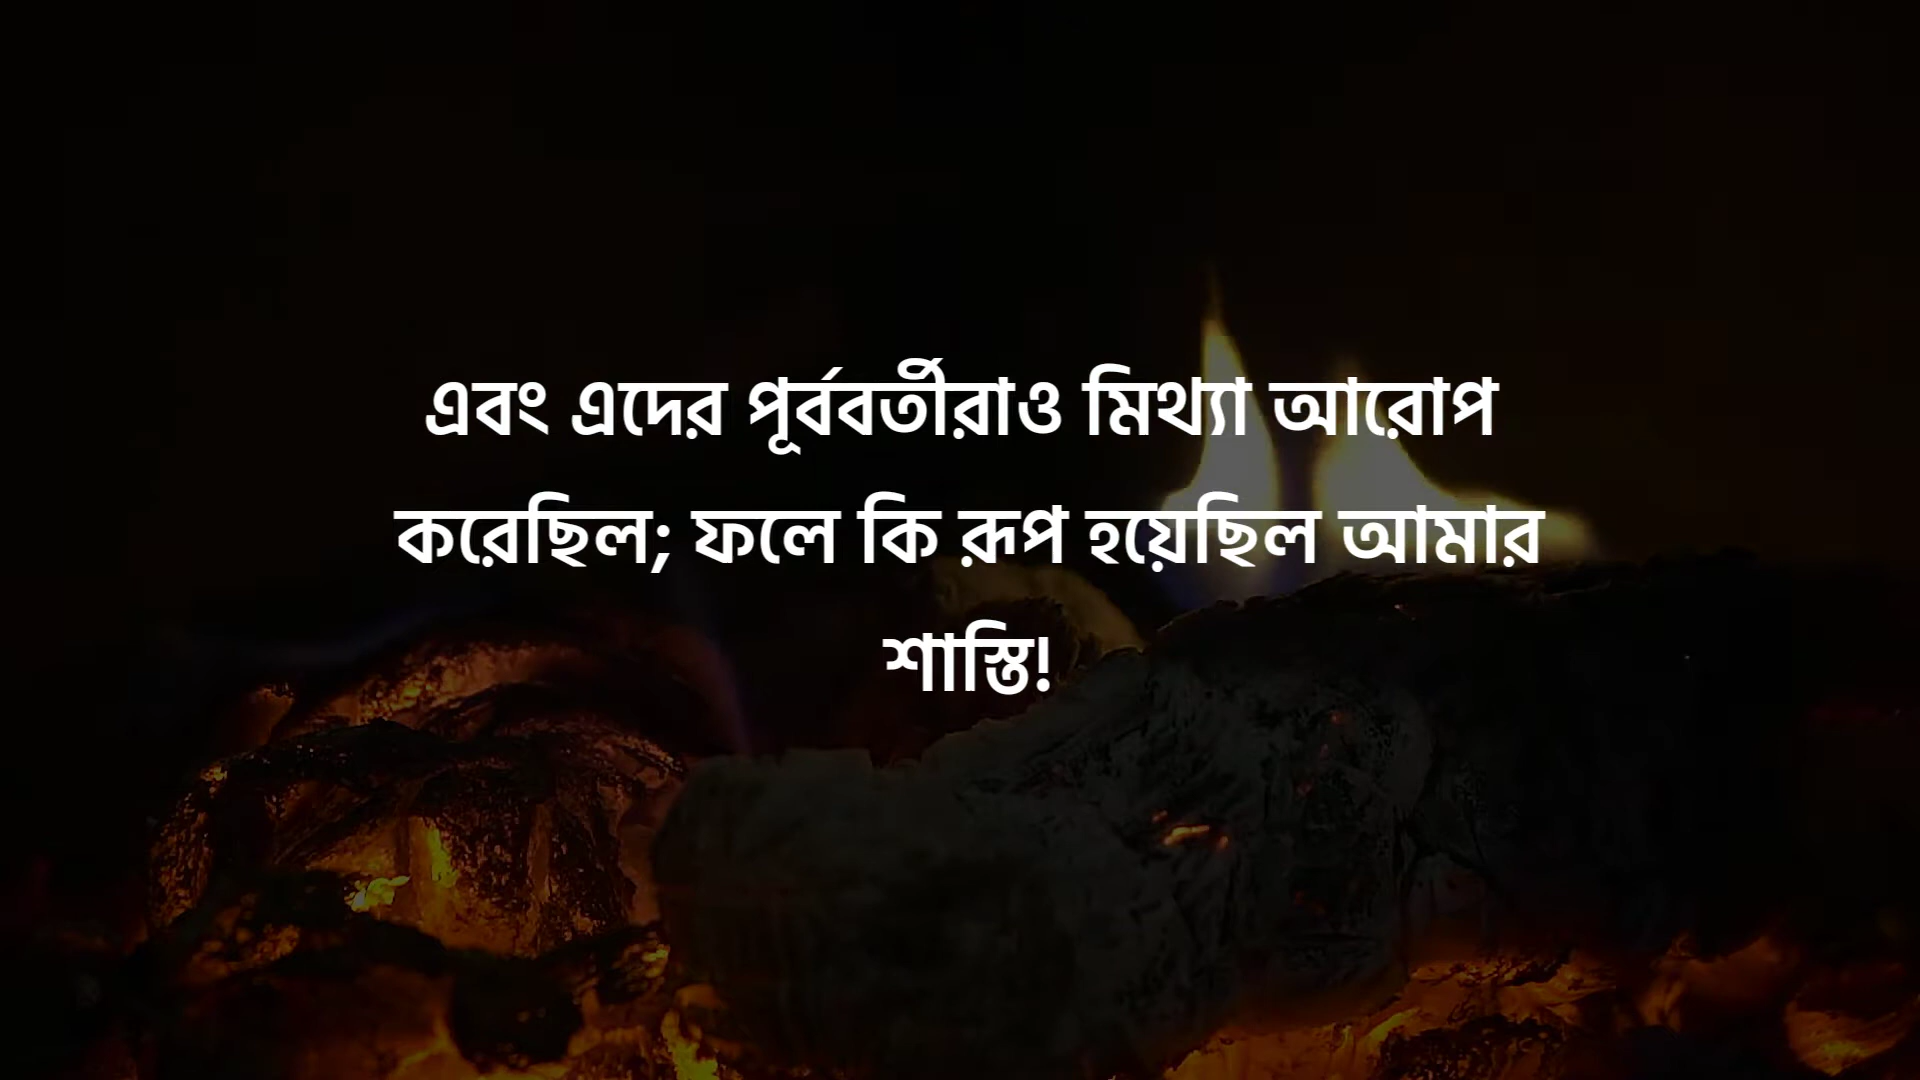 এবং এদের পূর্ববর্তীরাও মিথ্যা আরোপ
করেছিল; ফলে কি রূপ হয়েছিল আমার
শাস্তি!